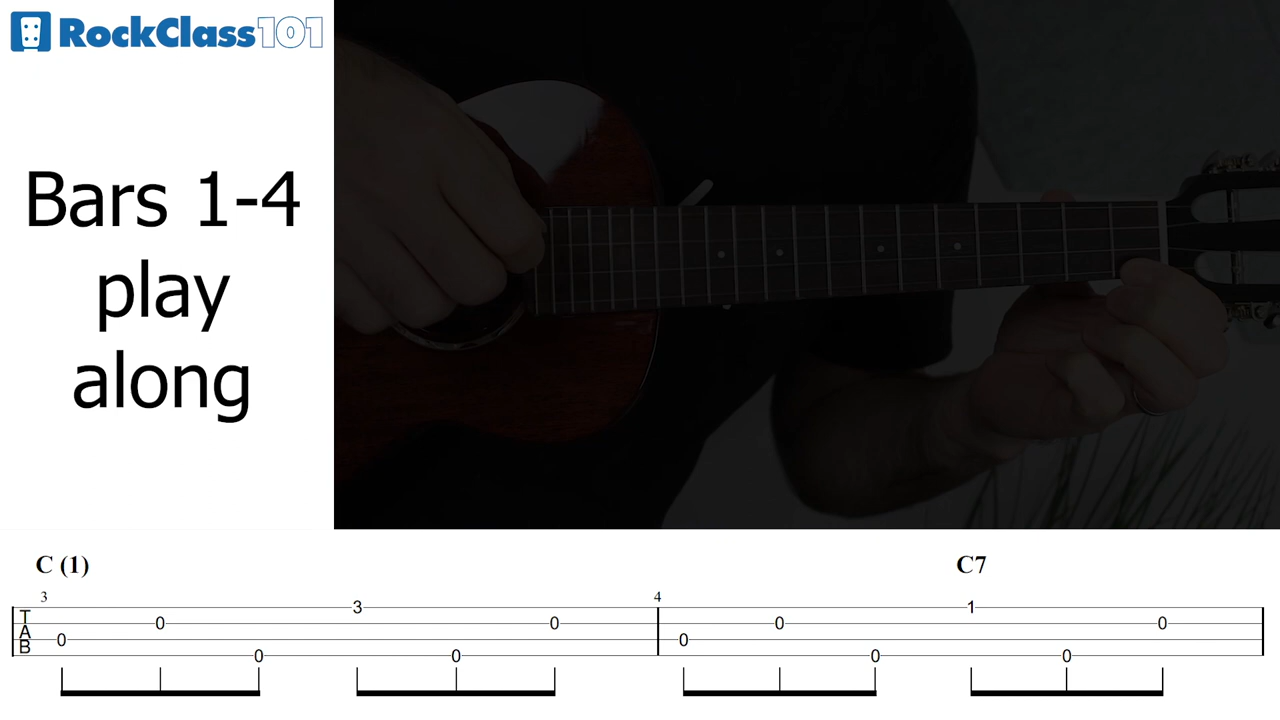 RockClass101
Bars 1-4
play
along
C (1) C7
3 4
T
A
B
3 1
0 0 0 0
0 0
0 0 0 0